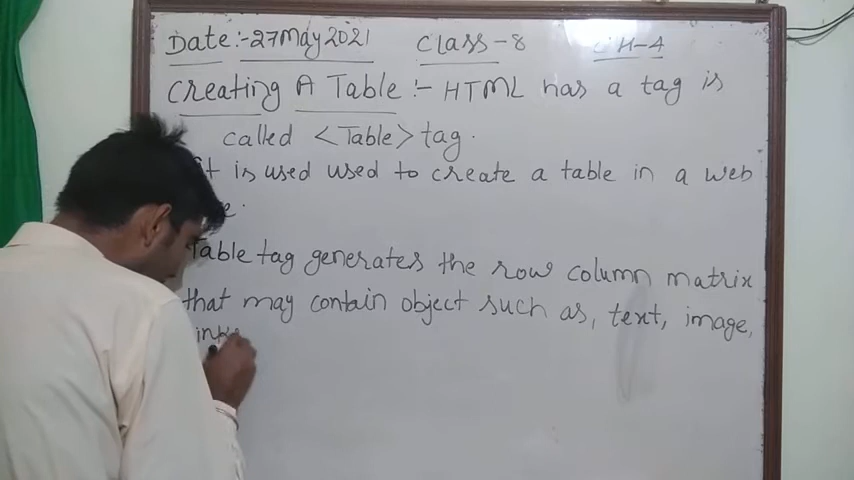 Date:-27May2021 Class-8 CH-4
Creating A Table :- HTML has a tag is
called <Table> tag.
It is used used to create a table in a web
Table tag generates the row column matrix
that may contain object such as, text, image,